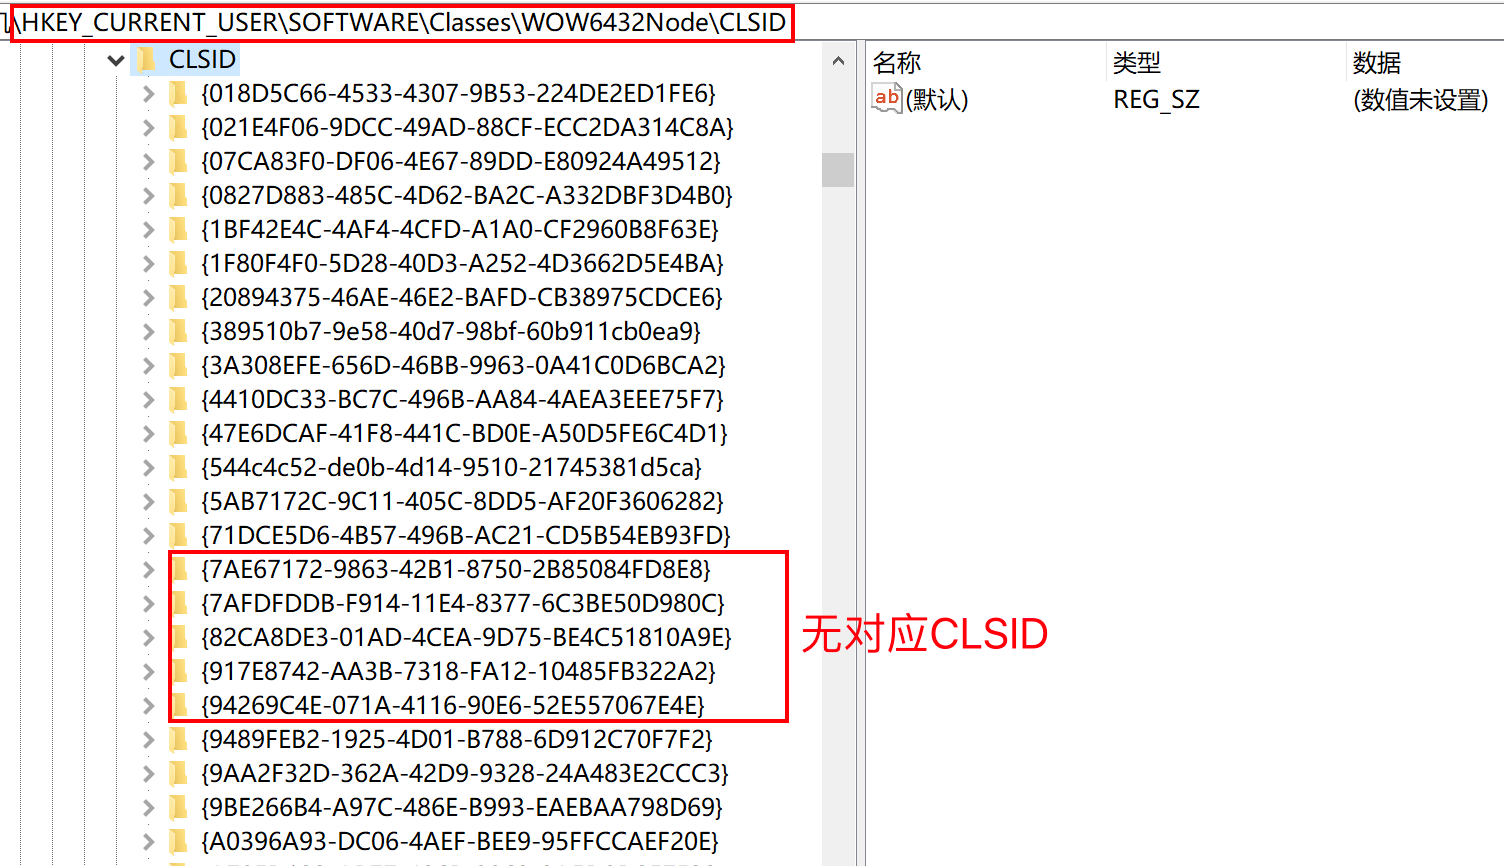 \HKEY_CURRENT_USER\SOFTWARE\Classes\WOW6432Node\CLSID
CLSID
{018D5C66-4533-4307-9B53-224DE2ED1FE6}
{021E4F06-9DCC-49AD-88CF-ECC2DA314C8A}
{07CA83F0-DF06-4E67-89DD-E80924A49512}
{0827D883-485C-4D62-BA2C-A332DBF3D4B0}
{1BF42E4C-4AF4-4CFD-A1A0-CF2960B8F63E}
{1F80F4F0-5D28-40D3-A252-4D3662D5E4BA}
{20894375-46AE-46E2-BAFD-CB38975CDCE6}
{389510b7-9e58-40d7-98bf-60b911cb0ea9}
{3A308EFE-656D-46BB-9963-0A41C0D6BCA2}
{4410DC33-BC7C-496B-AA84-4AEA3EEE75F7}
{47E6DCAF-41F8-441C-BD0E-A50D5FE6C4D1}
{544c4c52-de0b-4d14-9510-21745381d5ca}
{5AB7172C-9C11-405C-8DD5-AF20F3606282}
{71DCE5D6-4B57-496B-AC21-CD5B54EB93FD}
{7AE67172-9863-42B1-8750-2B85084FD8E8}
{7AFDFDDB-F914-11E4-8377-6C3BE50D980C}
{82CA8DE3-01AD-4CEA-9D75-BE4C51810A9E}
{917E8742-AA3B-7318-FA12-10485FB322A2}
{94269C4E-071A-4116-90E6-52E557067E4E}
{9489FEB2-1925-4D01-B788-6D912C70F7F2}
{9AA2F32D-362A-42D9-9328-24A483E2CCC3}
{9BE266B4-A97C-486E-B993-EAEBAA798D69}
{A0396A93-DC06-4AEF-BEE9-95FFCCAEF20E}
无对应CLSID
名称 类型 数据
ab (默认) REG_SZ (数值未设置)